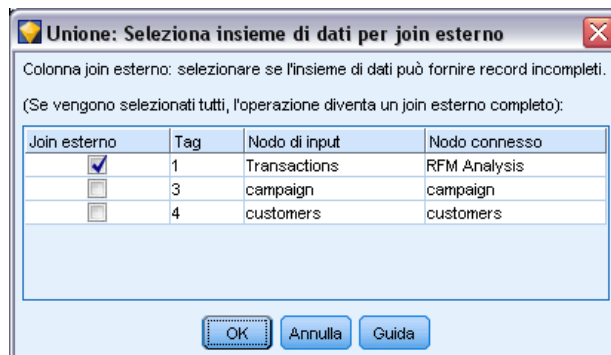 Unione: Seleziona insieme di dati per join esterno
Colonna join esterno: selezionare se l'insieme di dati può fornire record incompleti.
(Se vengono selezionati tutti, l'operazione diventa un join esterno completo):
Join esterno Tag Nodo di input Nodo connesso
1 Transactions RFM Analysis
3 campaign campaign
4 customers customers
OK Annulla Guida